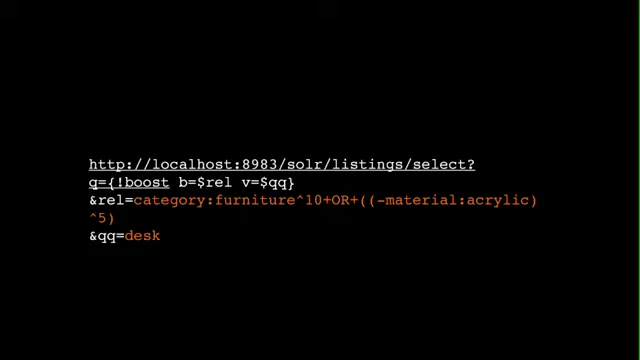 http://localhost:8983/solr/listings/select?
q={!boost b=$rel v=$qq}
&rel=category:furniture^10+OR+((-material:acrylic)
^5)
&qq=desk